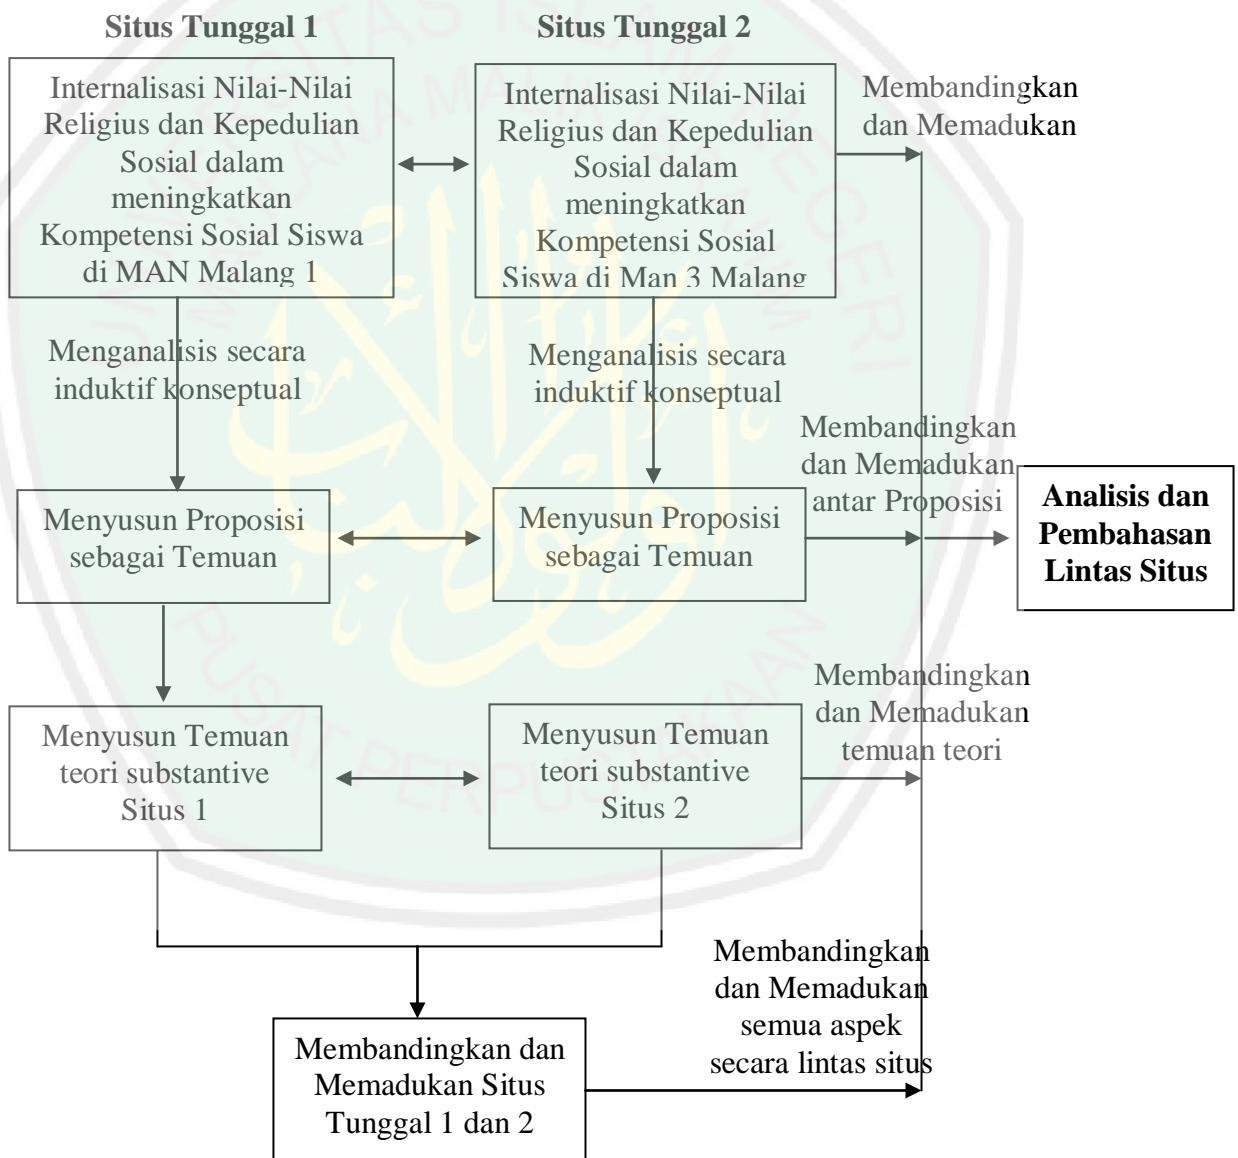 Situs Tunggal 1
Situs Tunggal 2
Internalisasi Nilai-Nilai
Religius dan Kepedulian
Sosial dalam
meningkatkan
Kompetensi Sosial Siswa
di MAN Malang 1
Internalisasi Nilai-Nilai
Religius dan Kepedulian
Sosial dalam
meningkatkan
Kompetensi Sosial
Siswa di Man 3 Malang
Membandingkan
dan Memadukan
Menganalisis secara
induktif konseptual
Menganalisis secara
induktif konseptual
Membandingkan
dan Memadukan
antar Proposisi
Menyusun Proposisi
sebagai Temuan
Menyusun Proposisi
sebagai Temuan
Analisis dan
Pembahasan
Lintas Situs
Membandingkan
dan Memadukan
temuan teori
Menyusun Temuan
teori substantive
Situs 1
Menyusun Temuan
teori substantive
Situs 2
Membandingkan
dan Memadukan
semua aspek
secara lintas situs
Membandingkan dan
Memadukan Situs
Tunggal 1 dan 2
PUSAT PERPUSTAKAAN